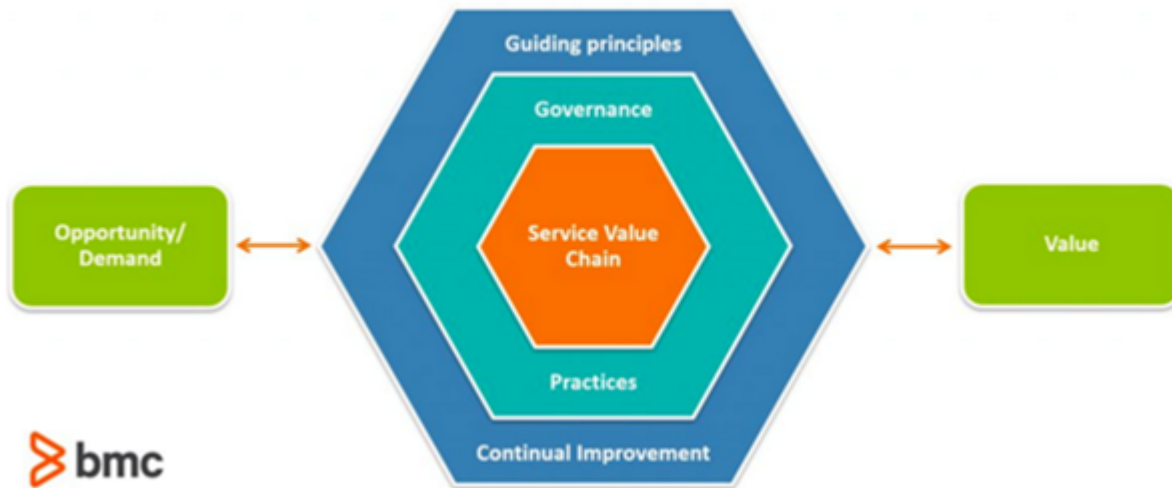 Guiding principles
Governance
Opportunity/
Demand
Service Value
Chain
Value
Practices
Continual Improvement
bmc